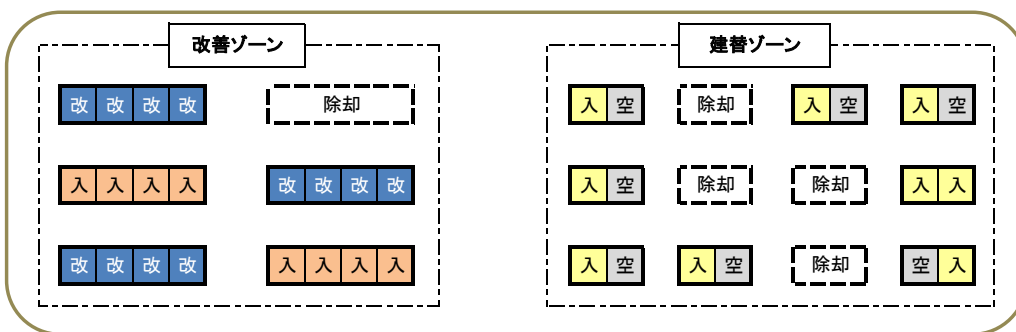 改善ゾーン
改 改 改 改
除却
入 入 入 入
改 改 改 改
改 改 改 改
入 入 入 入
建替ゾーン
入 空
除却
入 空
入 空
入 空
除却
除却
入 入
入 空
入 空
除却
空 入